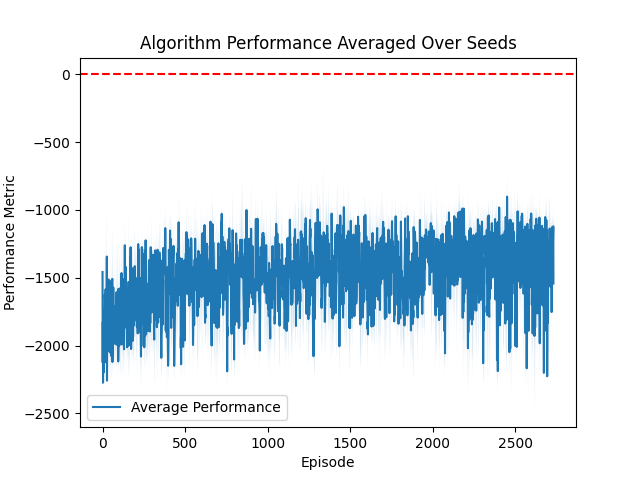 Algorithm Performance Averaged Over Seeds
0
−500
−1000
−1500
−2000
−2500
Performance Metric
Average Performance
0 500 1000 1500 2000 2500
Episode